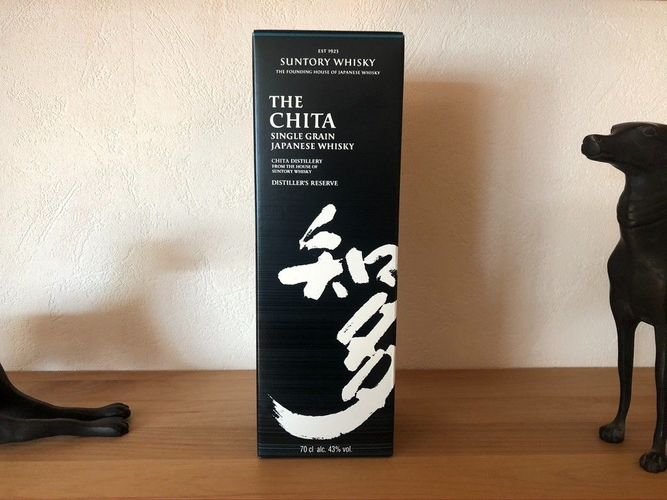 EST 1923
SUNTORY WHISKY
THE FOUNDING HOUSE OF JAPANESE WHISKY
THE
CHITA
SINGLE GRAIN
JAPANESE WHISKY
CHITA DISTILLERY
FROM THE HOUSE OF
SUNTORY WHISKY
DISTILLER'S RESERVE
知
多
70 cl alc. 43% vol.